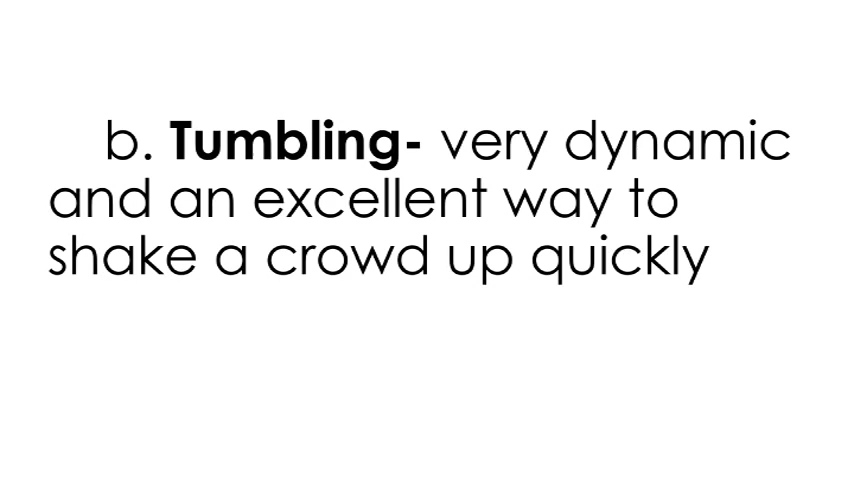 b. Tumbling- very dynamic
and an excellent way to
shake a crowd up quickly